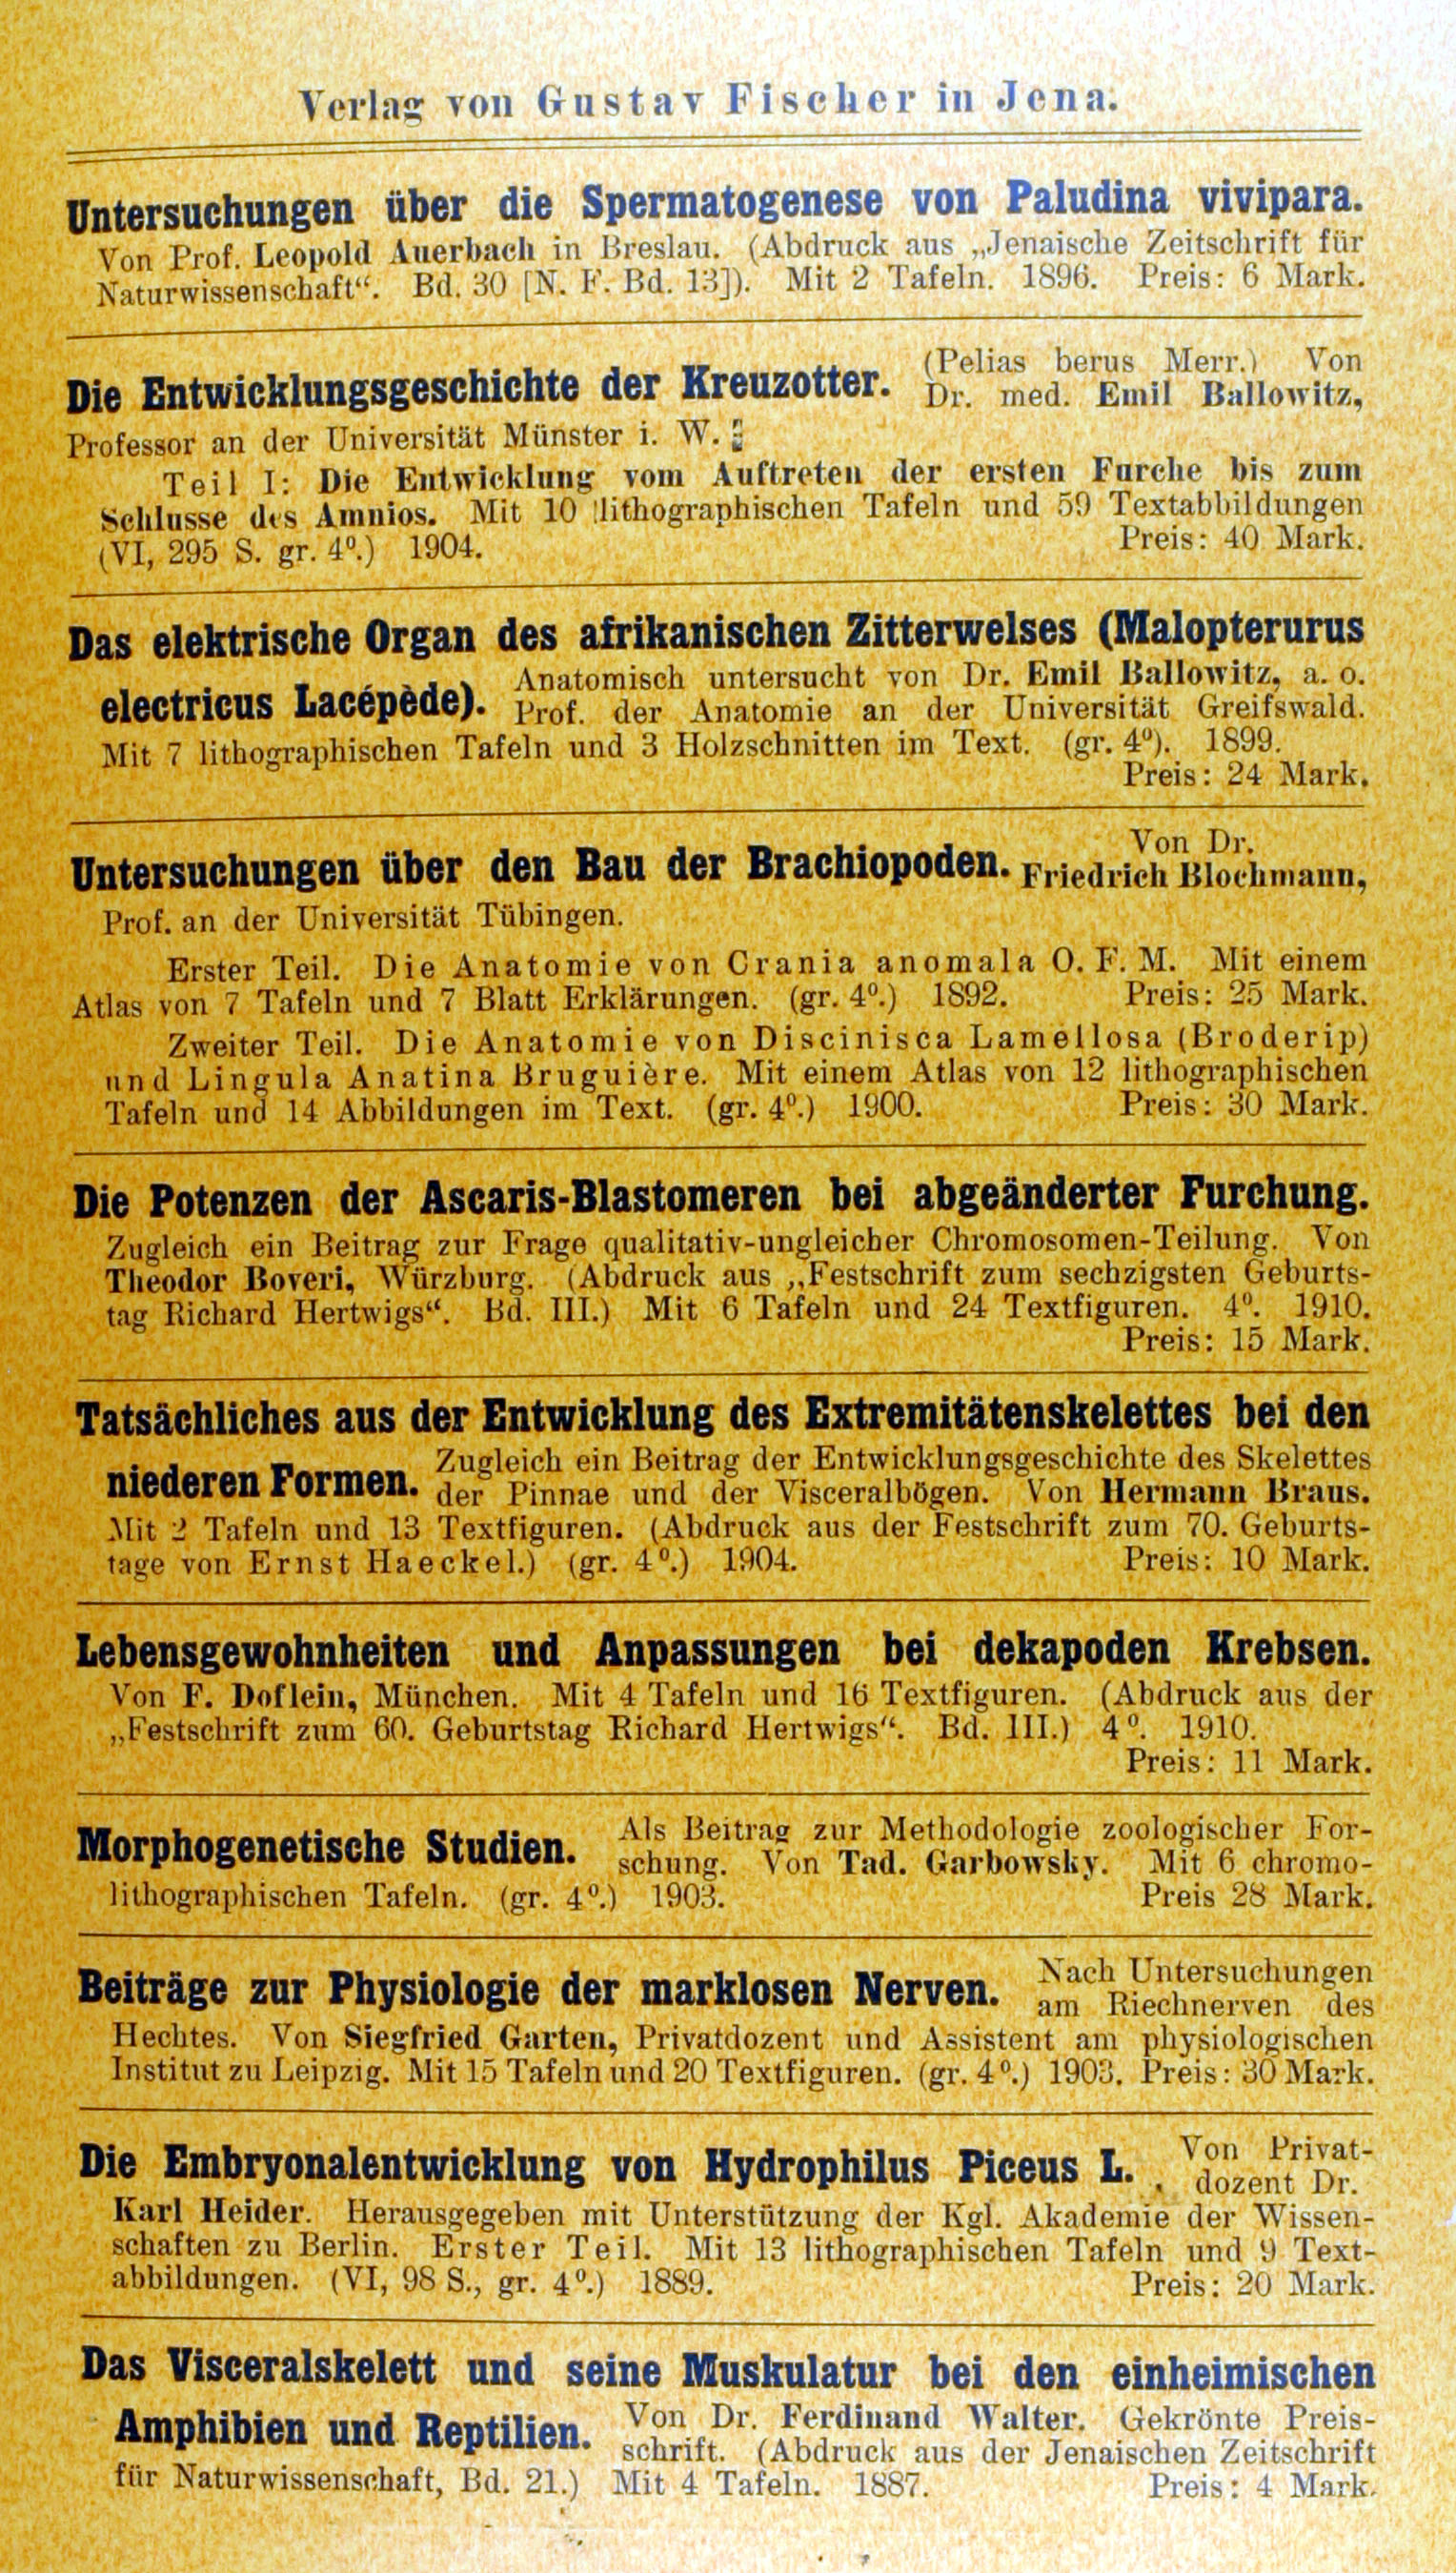 Verlag von Gustav Fischer in Jena.
Untersuchungen über die Spermatogenese von Paludina vivipara.
Von Prof. Leopold Auerbach in Breslau. (Abdruck aus „Jenaische Zeitschrift für
Naturwissenschaft“. Bd. 30 [N. F. Bd. 13]). Mit 2 Tafeln. 1896. Preis: 6 Mark.
Die Entwicklungsgeschichte der Kreuzotter. (Pelias berus Merr.) Von
Dr. med. Emil Ballowitz,
Professor an der Universität Münster i. W.
Teil I: Die Entwicklung vom Auftreten der ersten Furche bis zum
Schlusse des Amnios. Mit 10 lithographischen Tafeln und 59 Textabbildungen
(VI, 295 S. gr. 4⁰.) 1904. Preis: 40 Mark.
Das elektrische Organ des afrikanischen Zitterwelses (Malopterurus
electricus Lacépède). Anatomisch untersucht von Dr. Emil Ballowitz, a. o.
Prof. der Anatomie an der Universität Greifswald.
Mit 7 lithographischen Tafeln und 3 Holzschnitten im Text. (gr. 4⁰). 1899.
Preis: 24 Mark.
Untersuchungen über den Bau der Brachiopoden. Von Dr.
Friedrich Blochmann,
Prof. an der Universität Tübingen.
Erster Teil. Die Anatomie von Crania anomala O. F. M. Mit einem
Atlas von 7 Tafeln und 7 Blatt Erklärungen. (gr. 4⁰.) 1892. Preis: 25 Mark.
Zweiter Teil. Die Anatomie von Discinisca Lamellosa (Broderip)
und Lingula Anatina Bruguière. Mit einem Atlas von 12 lithographischen
Tafeln und 14 Abbildungen im Text. (gr. 4⁰.) 1900. Preis: 30 Mark.
Die Potenzen der Ascaris-Blastomeren bei abgeänderter Furchung.
Zugleich ein Beitrag zur Frage qualitativ-ungleicher Chromosomen-Teilung. Von
Theodor Boveri, Würzburg. (Abdruck aus „Festschrift zum sechzigsten Geburts-
tag Richard Hertwigs“. Bd. III.) Mit 6 Tafeln und 24 Textfiguren. 4⁰. 1910.
Preis: 15 Mark.
Tatsächliches aus der Entwicklung des Extremitätenskelettes bei den
niederen Formen. Zugleich ein Beitrag der Entwicklungsgeschichte des Skelettes
der Pinnae und der Visceralbögen. Von Hermann Braus.
Mit 2 Tafeln und 13 Textfiguren. (Abdruck aus der Festschrift zum 70. Geburts-
tage von Ernst Haeckel.) (gr. 4⁰.) 1904. Preis: 10 Mark.
Lebensgewohnheiten und Anpassungen bei dekapoden Krebsen.
Von F. Doflein, München. Mit 4 Tafeln und 16 Textfiguren. (Abdruck aus der
„Festschrift zum 60. Geburtstag Richard Hertwigs“. Bd. III.) 4⁰. 1910.
Preis: 11 Mark.
Morphogenetische Studien. Als Beitrag zur Methodologie zoologischer For-
schung. Von Tad. Garbowsky. Mit 6 chromo-
lithographischen Tafeln. (gr. 4⁰.) 1903. Preis 28 Mark.
Beiträge zur Physiologie der marklosen Nerven. Nach Untersuchungen
am Riechnerven des
Hechtes. Von Siegfried Garten, Privatdozent und Assistent am physiologischen
Institut zu Leipzig. Mit 15 Tafeln und 20 Textfiguren. (gr. 4⁰.) 1903. Preis: 30 Mark.
Die Embryonalentwicklung von Hydrophilus Piceus L. Von Privat-
dozent Dr.
Karl Heider. Herausgegeben mit Unterstützung der Kgl. Akademie der Wissen-
schaften zu Berlin. Erster Teil. Mit 13 lithographischen Tafeln und 9 Text-
abbildungen. (VI, 98 S., gr. 4⁰.) 1889. Preis: 20 Mark.
Das Visceralskelett und seine Muskulatur bei den einheimischen
Amphibien und Reptilien. Von Dr. Ferdinand Walter. Gekrönte Preis-
schrift. (Abdruck aus der Jenaischen Zeitschrift
für Naturwissenschaft, Bd. 21.) Mit 4 Tafeln. 1887. Preis: 4 Mark.